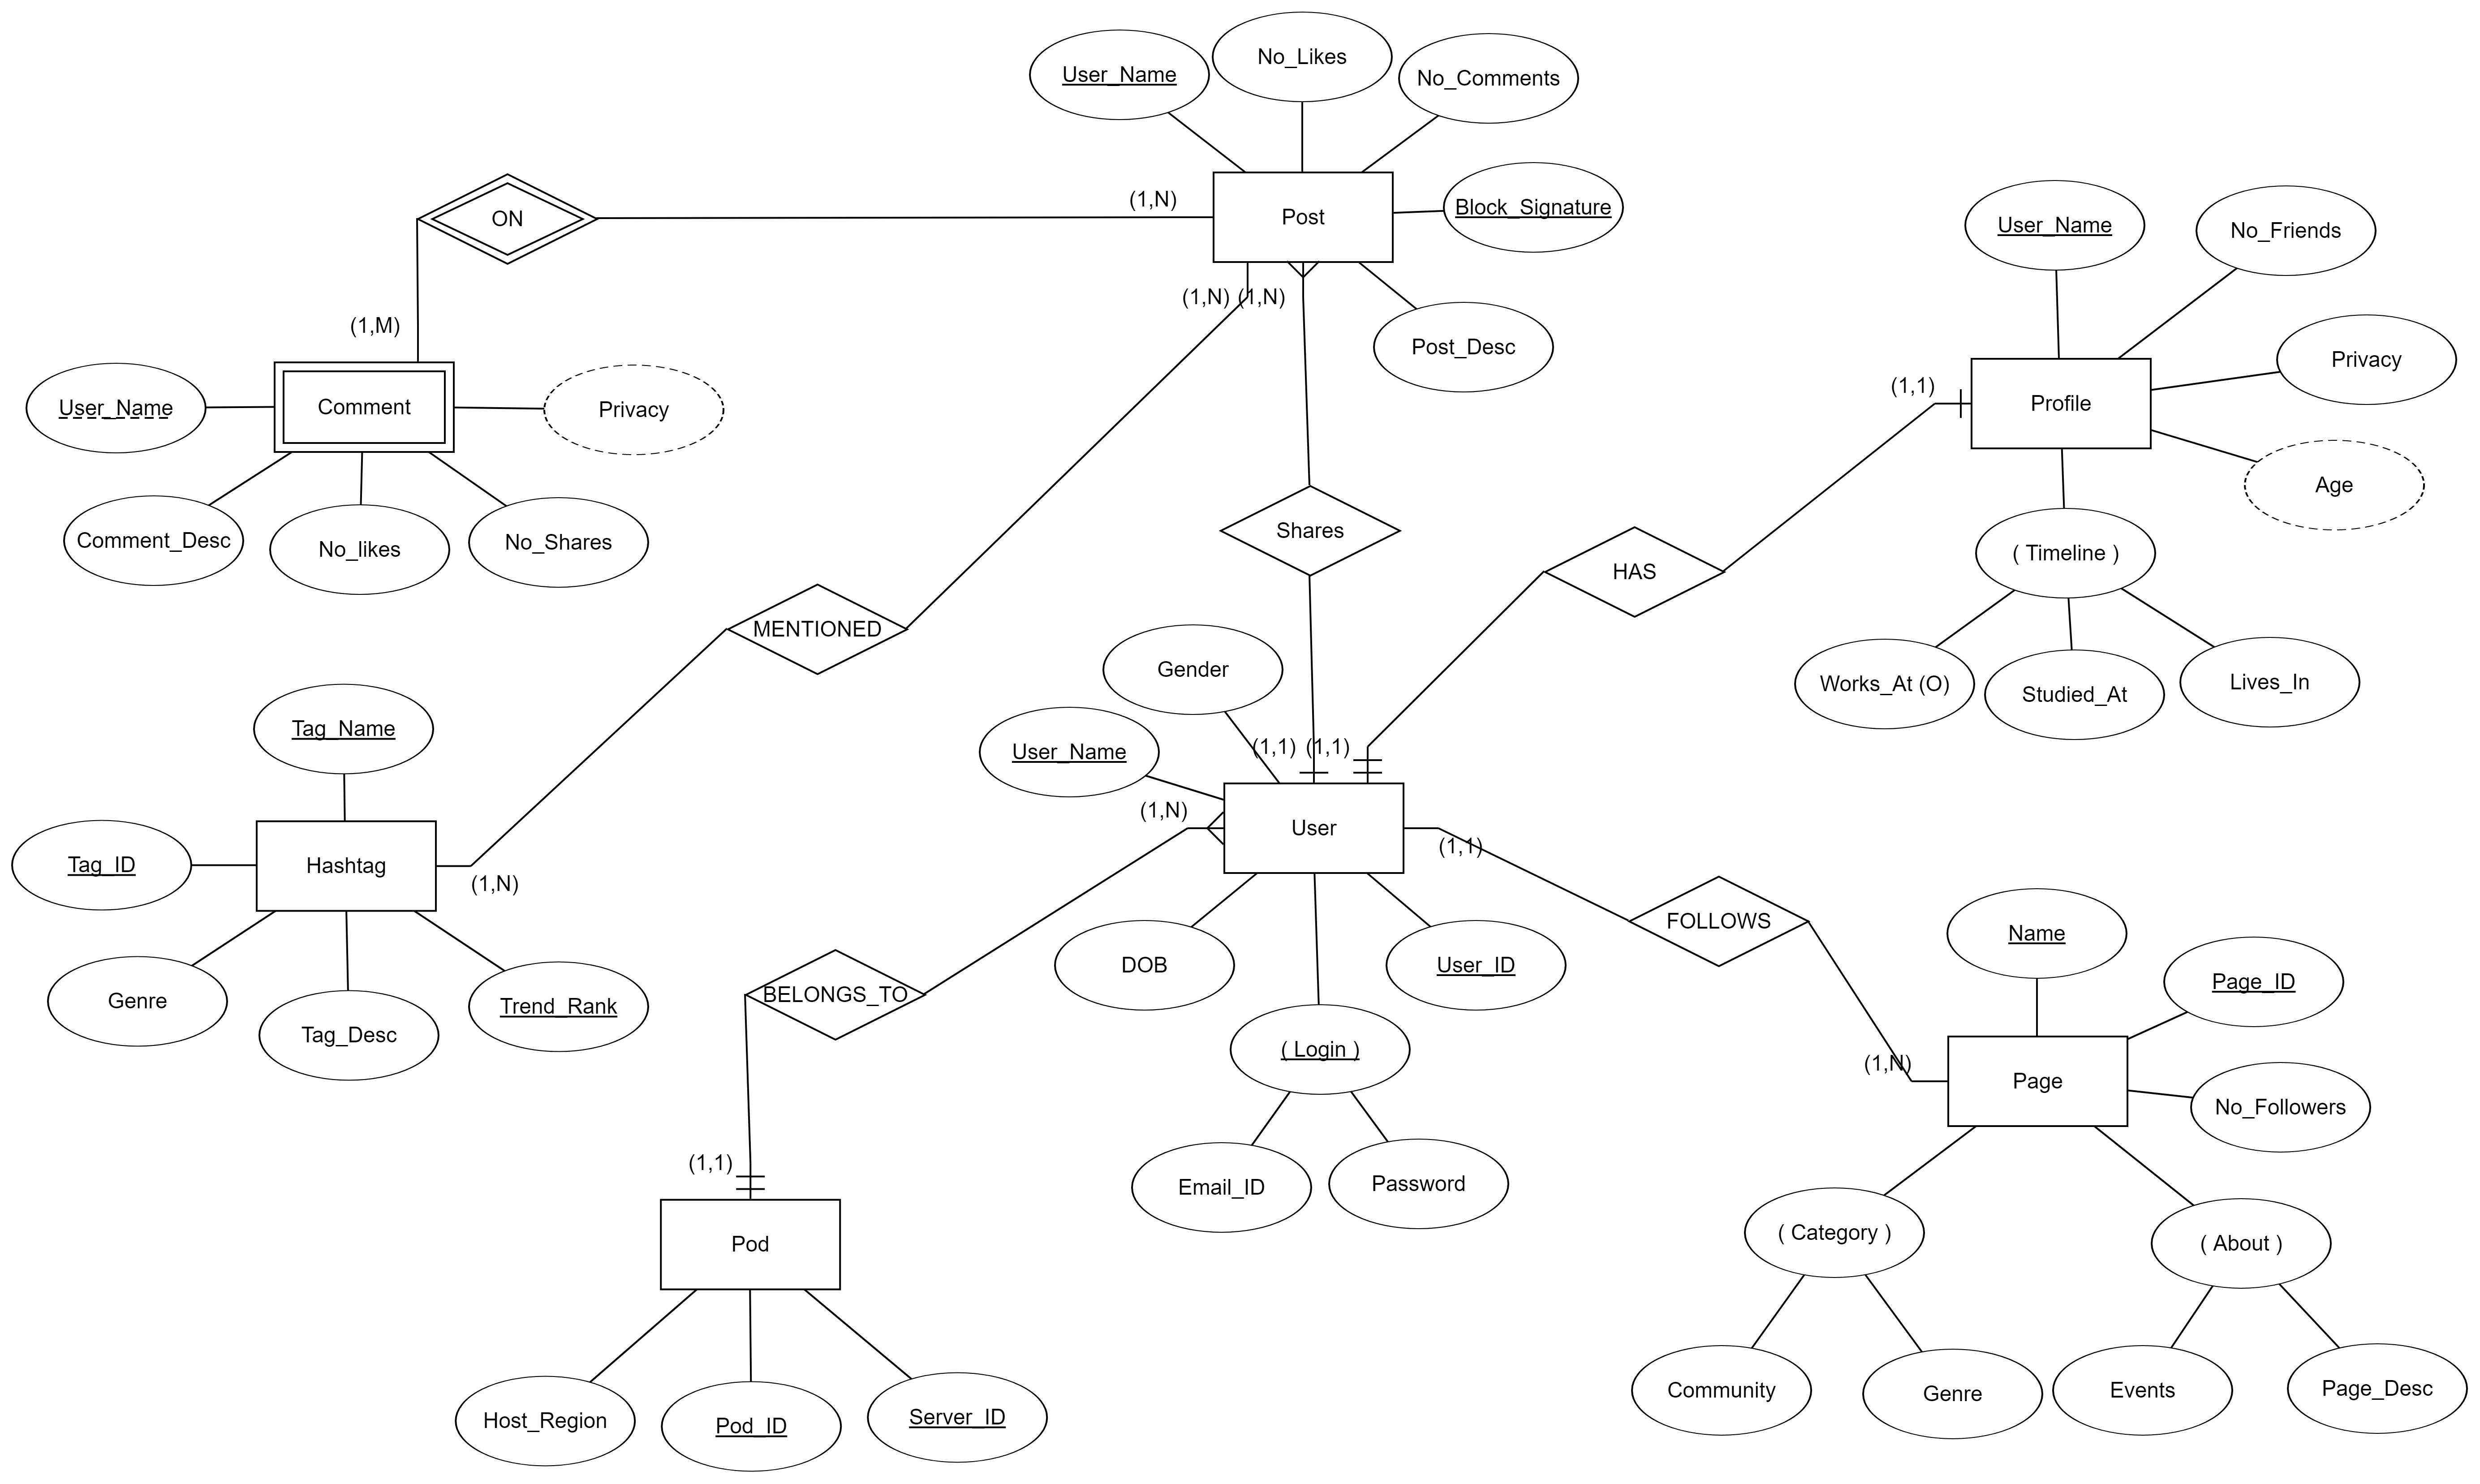 No_Likes
User_Name
No_Comments
Block_Signature
Post
ON
(1,N)
User_Name
No_Friends
(1,N)
(1,N)
(1,M)
Post_Desc
Privacy
(1,1)
Profile
Comment
User_Name
Privacy
Age
Comment_Desc
No_likes
No_Shares
Shares
( Timeline )
HAS
MENTIONED
Gender
Works_At (O)
Studied_At
Lives_In
Tag_Name
User_Name
(1,1)
(1,1)
(1,N)
User
(1,1)
Tag_ID
Hashtag
(1,N)
FOLLOWS
Name
DOB
User_ID
Page_ID
BELONGS_TO
Genre
Tag_Desc
Trend_Rank
( Login )
(1,N)
Page
No_Followers
(1,1)
Email_ID
Password
Pod
( Category )
( About )
Community
Genre
Events
Page_Desc
Host_Region
Pod_ID
Server_ID